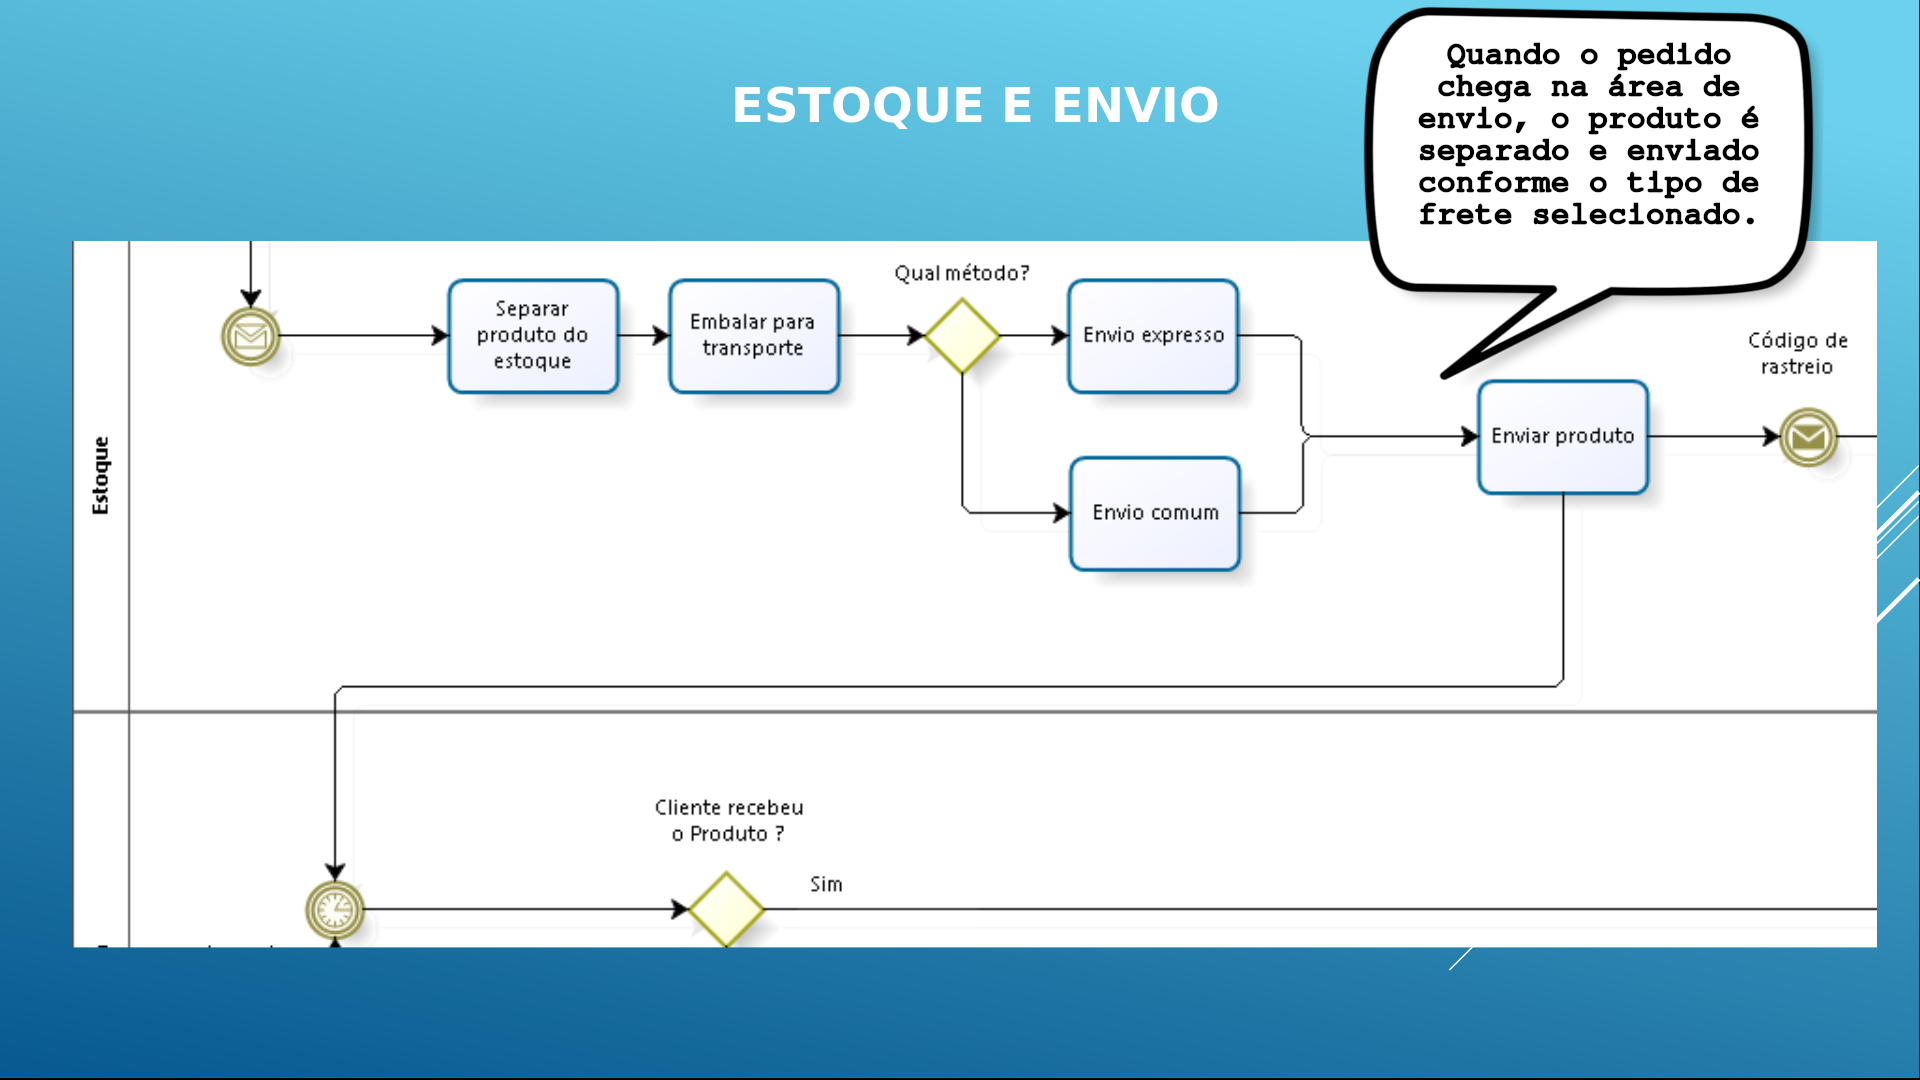 ESTOQUE E ENVIO
Quando o pedido
chega na área de
envio, o produto é
separado e enviado
conforme o tipo de
frete selecionado.
Estoque
Separar
produto do
estoque
Embalar para
transporte
Qual método?
Envio expresso
Envio comum
Enviar produto
Código de
rastreio
Cliente recebeu
o Produto ?
Sim